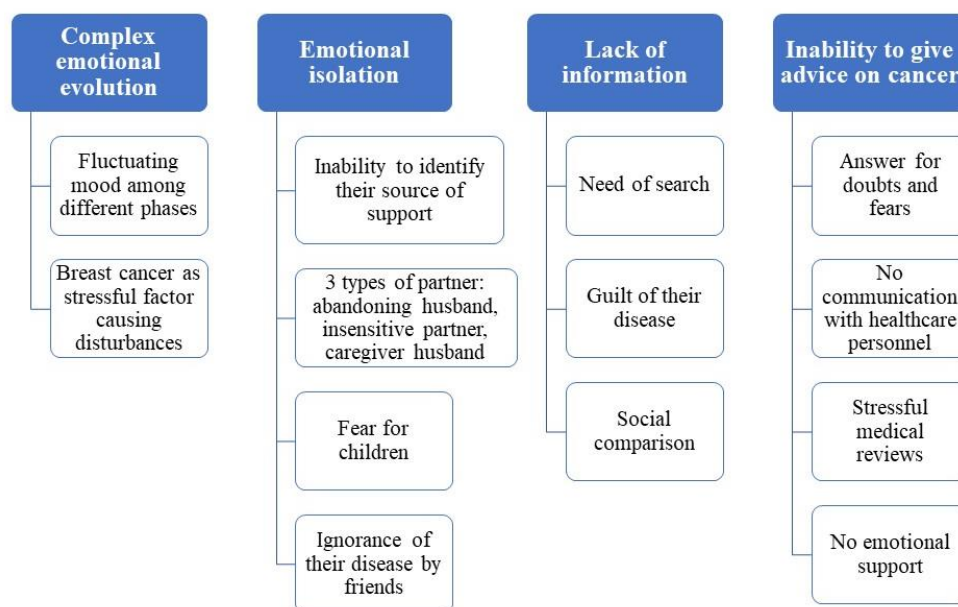 Complex
emotional
evolution
Fluctuating
mood among
different phases
Breast cancer as
stressful factor
causing
disturbances
Emotional
isolation
Inability to identify
their source of
support
3 types of partner:
abandoning husband,
insensitive partner,
caregiver husband
Fear for
children
Ignorance of
their disease by
friends
Lack of
information
Need of search
Guilt of their
disease
Social
comparison
Inability to give
advice on cancer
Answer for
doubts and
fears
No
communication
with healthcare
personnel
Stressful
medical
reviews
No emotional
support